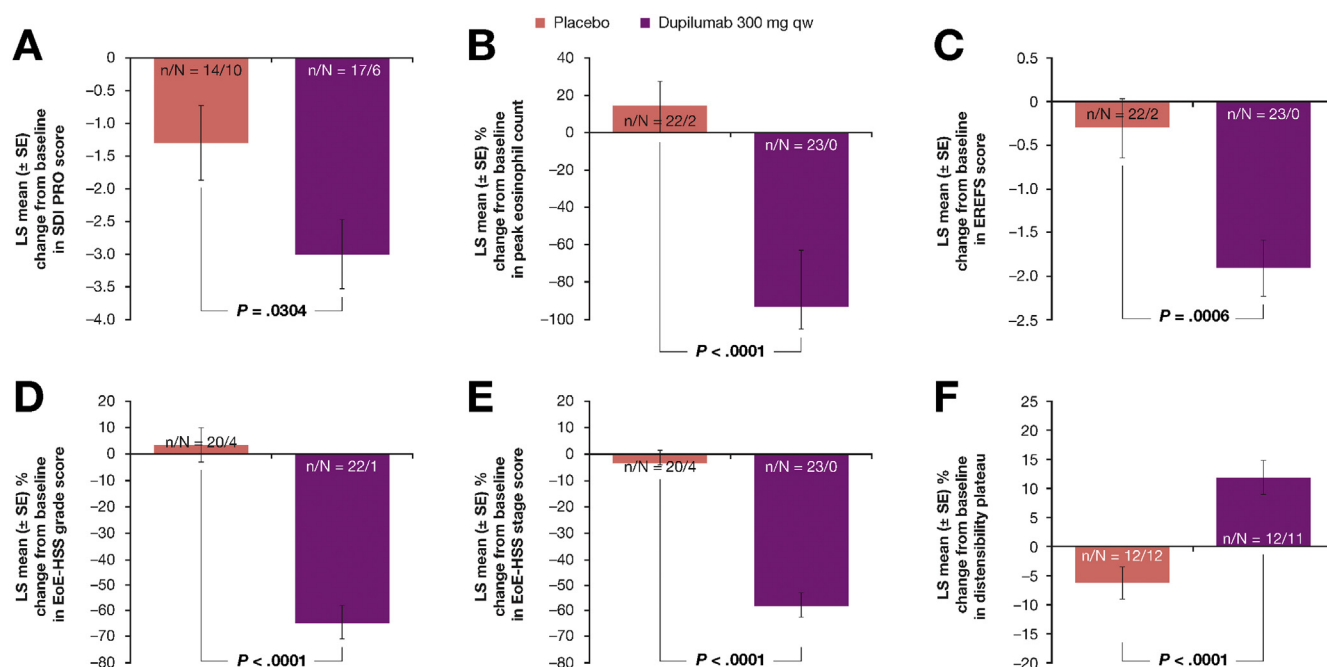 Placebo Dupilumab 300 mg qw
A
LS mean (± SE)
change from baseline
in SDI PRO score
0
−0.5
−1.0
−1.5
−2.0
−2.5
−3.0
−3.5
−4.0
n/N = 14/10
n/N = 17/6
P = .0304
B
LS mean (± SE) %
change from baseline
in peak eosinophil count
40
20
0
−20
−40
−60
−80
−100
n/N = 22/2
n/N = 23/0
P < .0001
C
LS mean (± SE)
change from baseline
in EREFS score
0.5
0
−0.5
−1.0
−1.5
−2.0
−2.5
n/N = 22/2
n/N = 23/0
P = .0006
D
LS mean (± SE) %
change from baseline
in EoE-HSS grade score
20
10
0
−10
−20
−30
−40
−50
−60
−70
−80
n/N = 20/4
n/N = 22/1
P < .0001
E
LS mean (± SE) %
change from baseline
in EoE-HSS stage score
20
10
0
−10
−20
−30
−40
−50
−60
−70
−80
n/N = 20/4
n/N = 23/0
P < .0001
F
LS mean (± SE) %
change from baseline
in distensibility plateau
25
20
15
10
5
0
−5
−10
−15
−20
n/N = 12/12
n/N = 12/11
P < .0001